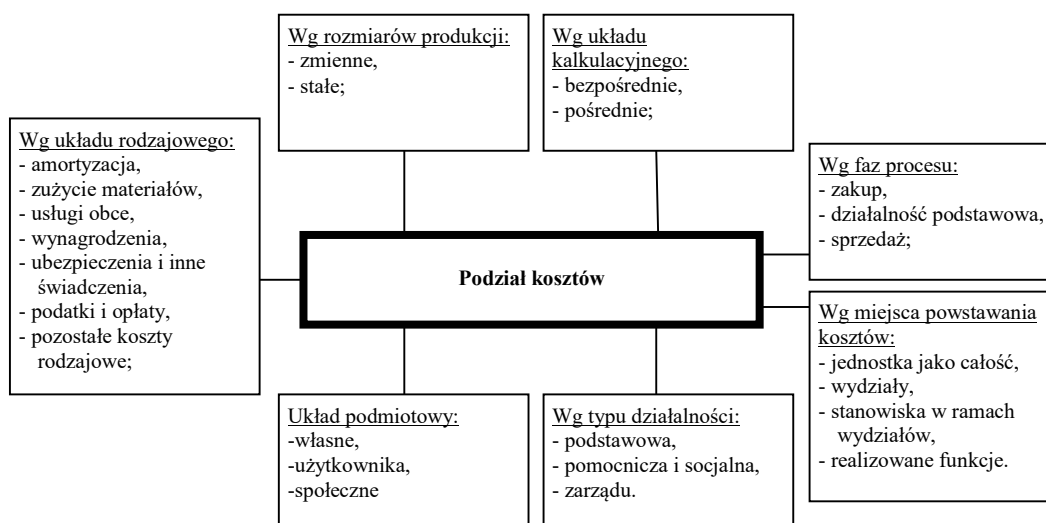 Wg rozmiarów produkcji:
- zmienne,
- stałe;
Wg układu
kalkulacyjnego:
- bezpośrednie,
- pośrednie;
Wg układu rodzajowego:
- amortyzacja,
- zużycie materiałów,
- usługi obce,
- wynagrodzenia,
- ubezpieczenia i inne
świadczenia,
- podatki i opłaty,
- pozostałe koszty
rodzajowe;
Wg faz procesu:
- zakup,
- działalność podstawowa,
- sprzedaż;
Podział kosztów
Wg miejsca powstawania
kosztów:
- jednostka jako całość,
- wydziały,
- stanowiska w ramach
wydziałów,
- realizowane funkcje.
Układ podmiotowy:
-własne,
-użytkownika,
-społeczne
Wg typu działalności:
- podstawowa,
- pomocnicza i socjalna,
- zarządu.